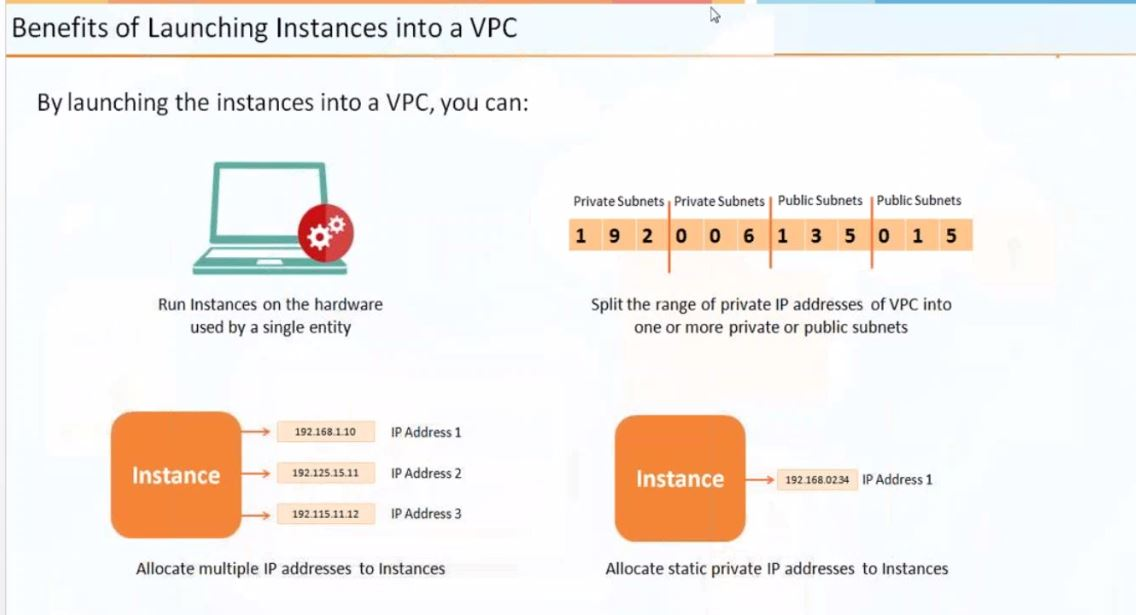 Benefits of Launching Instances into a VPC
By launching the instances into a VPC, you can:
Run Instances on the hardware
used by a single entity
Private Subnets Private Subnets Public Subnets Public Subnets
1 9 2 0 0 6 1 3 5 0 1 5
Split the range of private IP addresses of VPC into
one or more private or public subnets
Instance
192.168.1.10 IP Address 1
192.125.15.11 IP Address 2
192.115.11.12 IP Address 3
Allocate multiple IP addresses to Instances
Instance
192.168.0234 IP Address 1
Allocate static private IP addresses to Instances